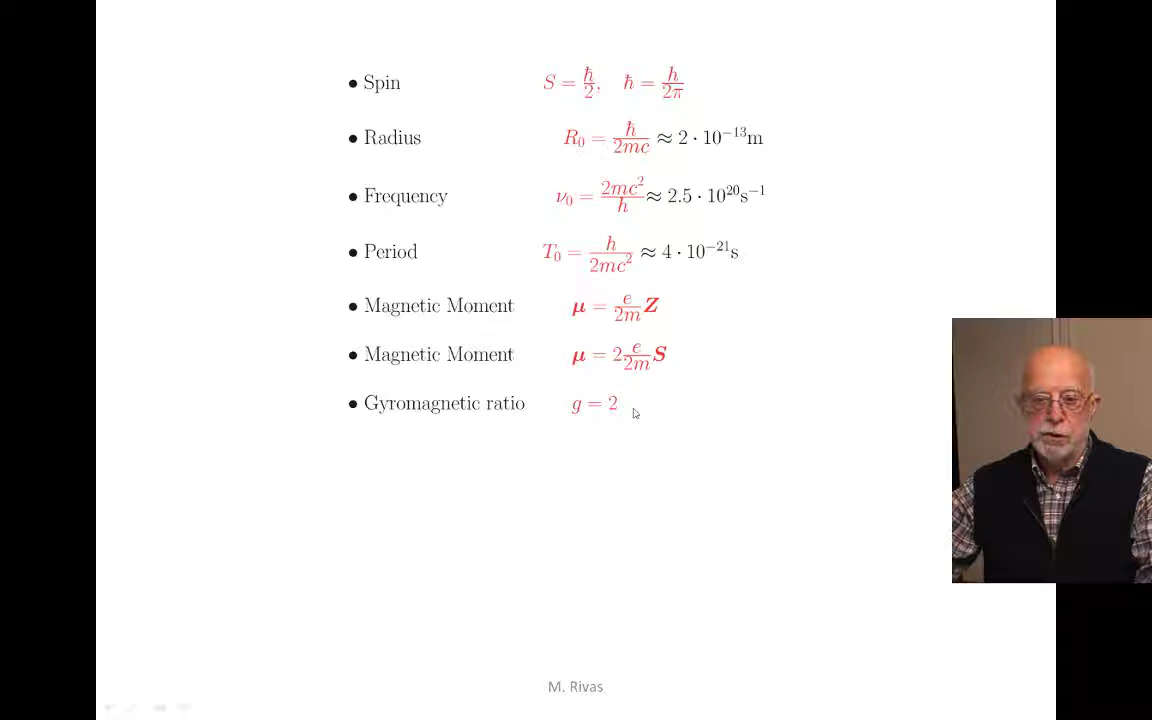 • Spin S = ħ/2, ħ = h/2π
• Radius R₀ = ħ/2mc ≈ 2 · 10⁻¹³m
• Frequency ν₀ = 2mc²/h ≈ 2.5 · 10²⁰s⁻¹
• Period T₀ = h/2mc² ≈ 4 · 10⁻²¹s
• Magnetic Moment μ = e/2m Z
• Magnetic Moment μ = 2 e/2m S
• Gyromagnetic ratio g = 2
M. Rivas